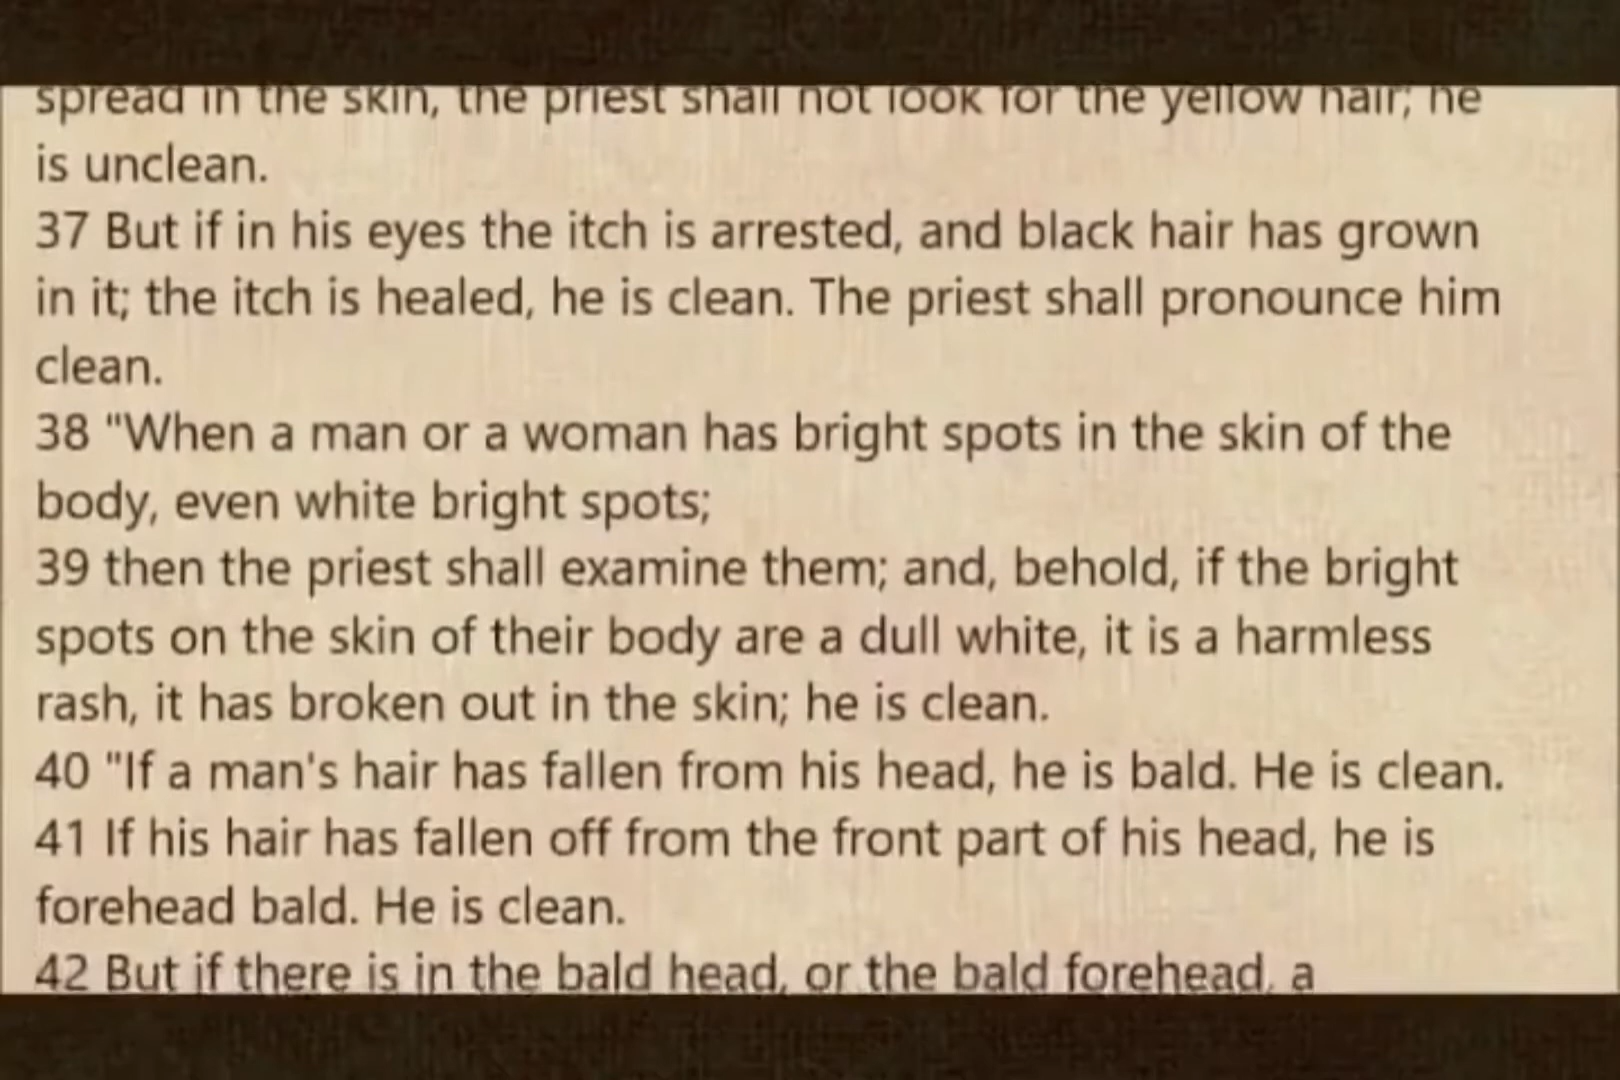 spread in the skin, the priest shall not look for the yellow hair; he
is unclean.
37 But if in his eyes the itch is arrested, and black hair has grown
in it; the itch is healed, he is clean. The priest shall pronounce him
clean.
38 "When a man or a woman has bright spots in the skin of the
body, even white bright spots;
39 then the priest shall examine them; and, behold, if the bright
spots on the skin of their body are a dull white, it is a harmless
rash, it has broken out in the skin; he is clean.
40 "If a man's hair has fallen from his head, he is bald. He is clean.
41 If his hair has fallen off from the front part of his head, he is
forehead bald. He is clean.
42 But if there is in the bald head, or the bald forehead, a